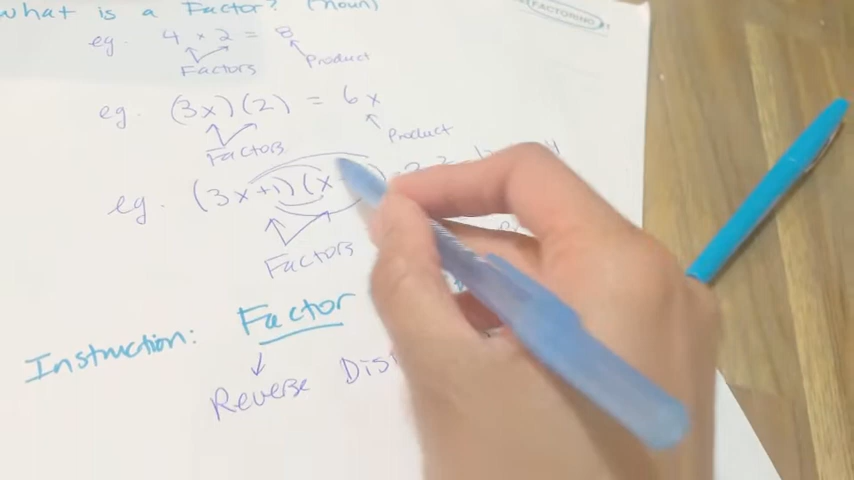 What is a Factor? (noun)
FACTORING #1
eg. 4 × 2 = 8
Factors
Product
eg. (3x)(2) = 6x
Factors
Product
eg. (3x+1)(x
Factors
Instruction: Factor
Reverse